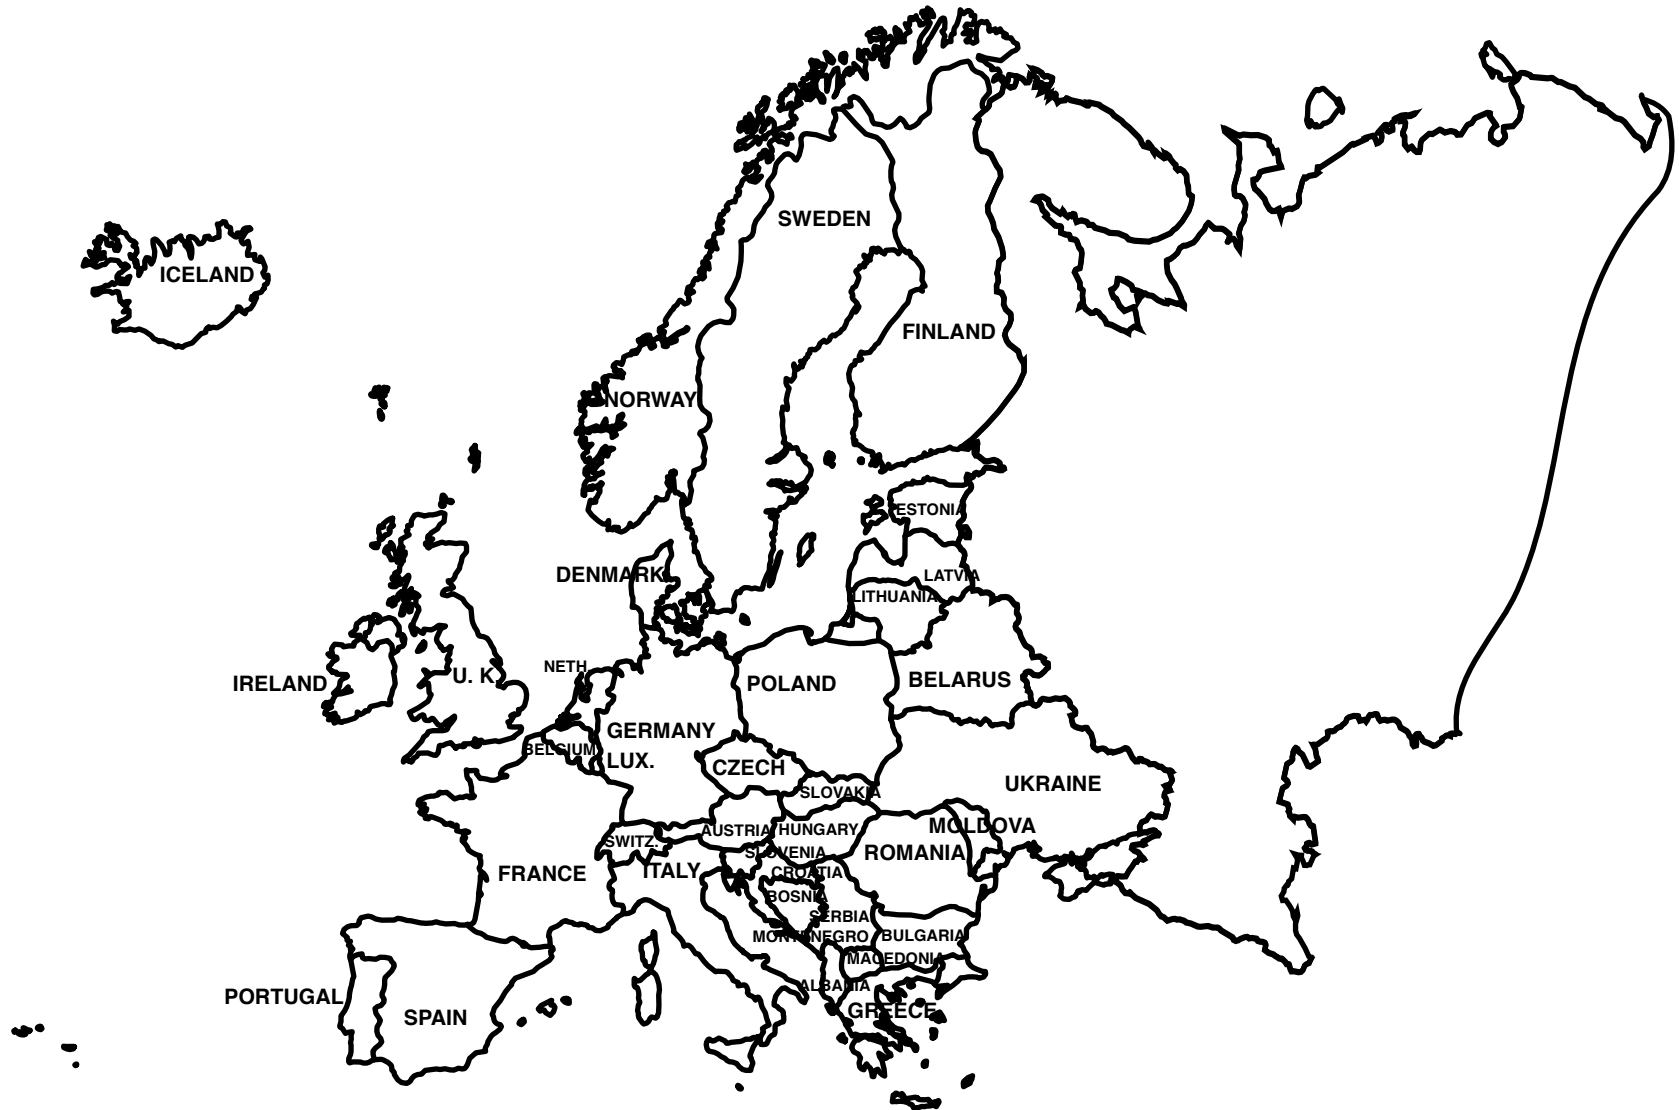 SWEDEN
ICELAND
FINLAND
NORWAY
ESTONIA
DENMARK
LATVIA
LITHUANIA
NETH
IRELAND
U. K.
POLAND
BELARUS
GERMANY
BELGIUM
LUX.
CZECH
UKRAINE
SLOVAKIA
AUSTRIA
HUNGARY
MOLDOVA
SWITZ.
SLOVENIA
ROMANIA
FRANCE
ITALY
CROATIA
BOSNIA
SERBIA
MONTENEGRO
BULGARIA
MACEDONIA
ALBANIA
PORTUGAL
SPAIN
GREECE